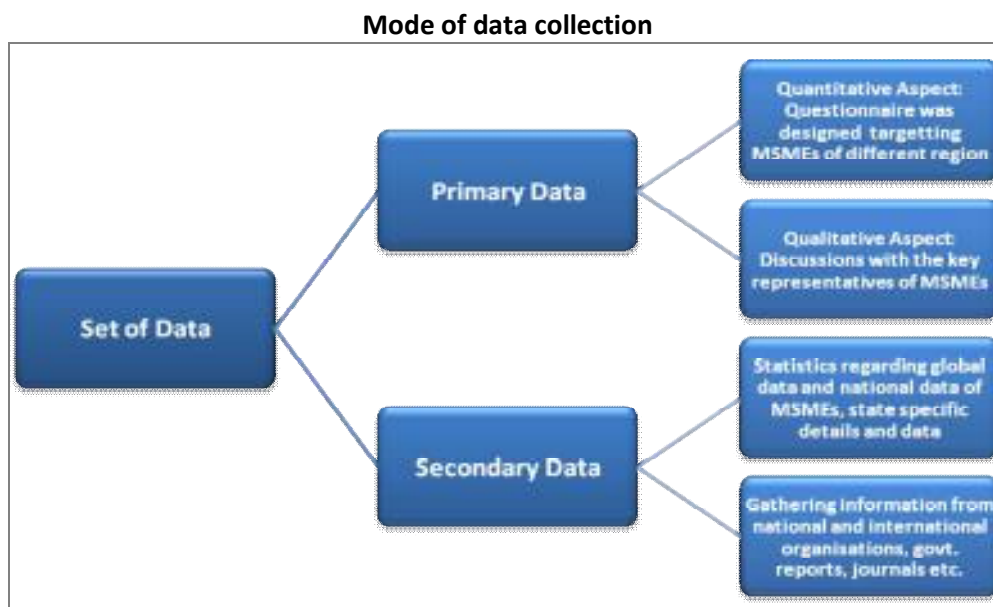 Mode of data collection
Quantitative Aspect:
Questionnaire was
designed targetting
MSMEs of different region
Primary Data
Qualitative Aspect:
Discussions with the key
representatives of MSMEs
Set of Data
Statistics regarding global
data and national data of
MSMEs, state specific
details and data
Secondary Data
Gathering information from
national and international
organisations, govt.
reports, journals etc.